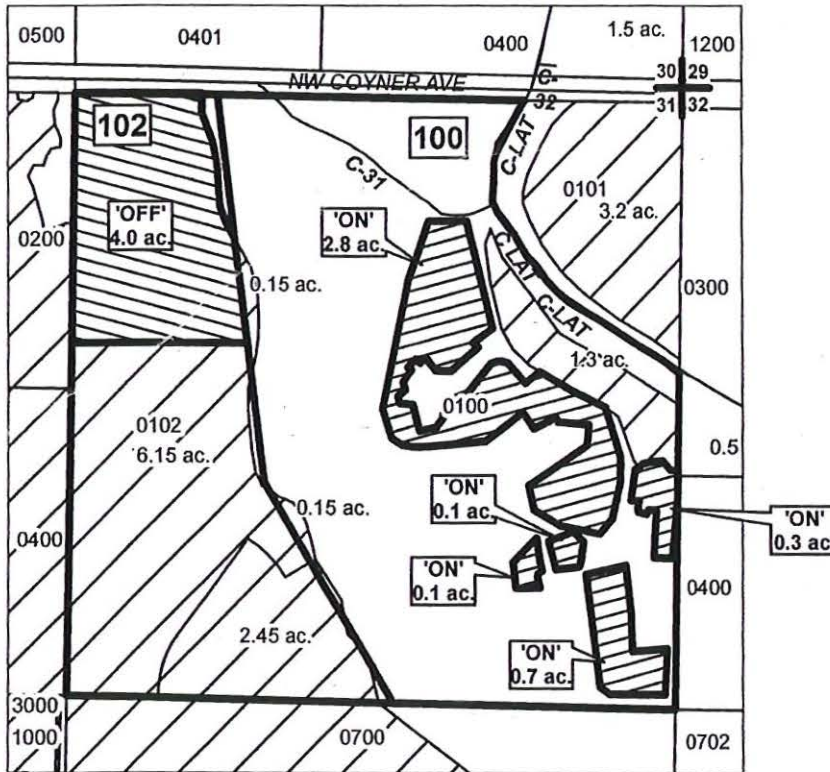 0500
0401
0400
1.5 ac.
1200
NW COYNER AVE
C-32
30 29
31 32
102
100
C-LAT
C-31
'OFF'
4.0 ac.
0101
3.2 ac.
0200
'ON'
2.8 ac.
C LAT
C-LAT
0300
0.15 ac.
1.3 ac.
0100
0102
6.15 ac.
0.5
'ON'
0.1 ac.
0.15 ac.
'ON'
0.3 ac
0400
'ON'
0.1 ac.
0400
2.45 ac.
'ON'
0.7 ac.
3000
1000
0700
0702